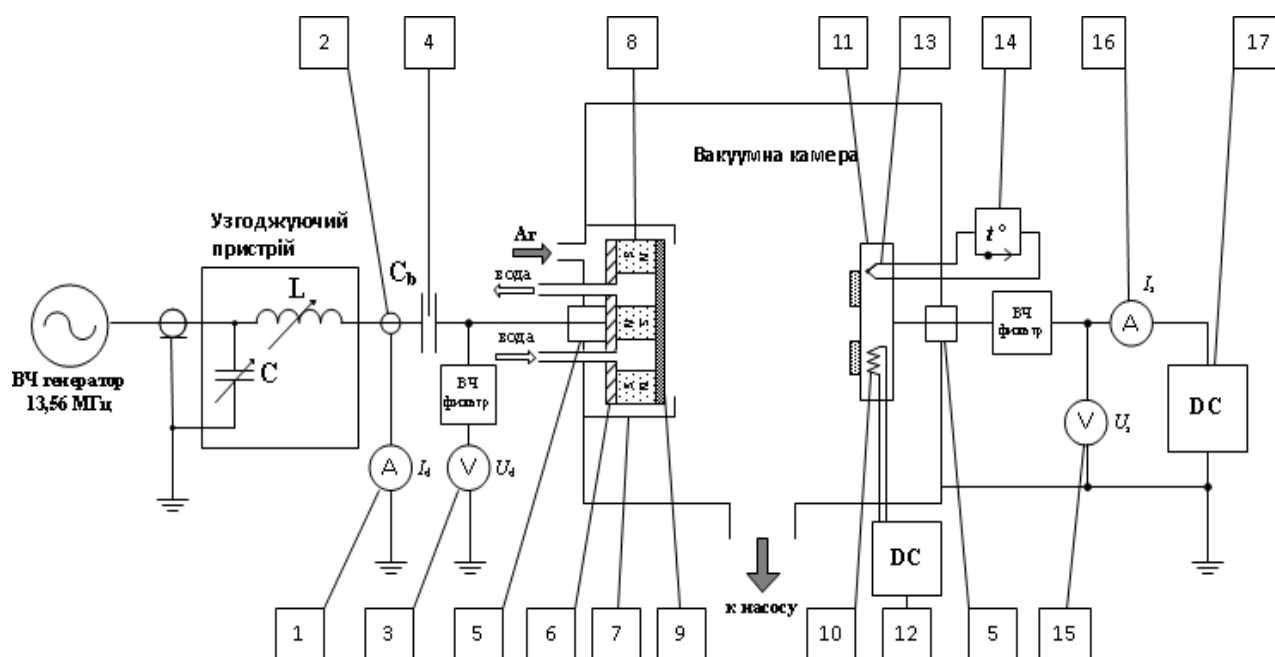 2
4
8
11
13
14
16
17
Вакуумна камера
Узгоджуючий
пристрій
Ar
t°
вода
C_b
L
I_s
A
ВЧ
фильтр
вода
C
ВЧ генератор
13,56 МГц
ВЧ
фильтр
DC
V
U_s
A
I_d
V
U_d
S
N
N
S
S
N
DC
к насосу
1
3
5
6
7
9
10
12
5
15